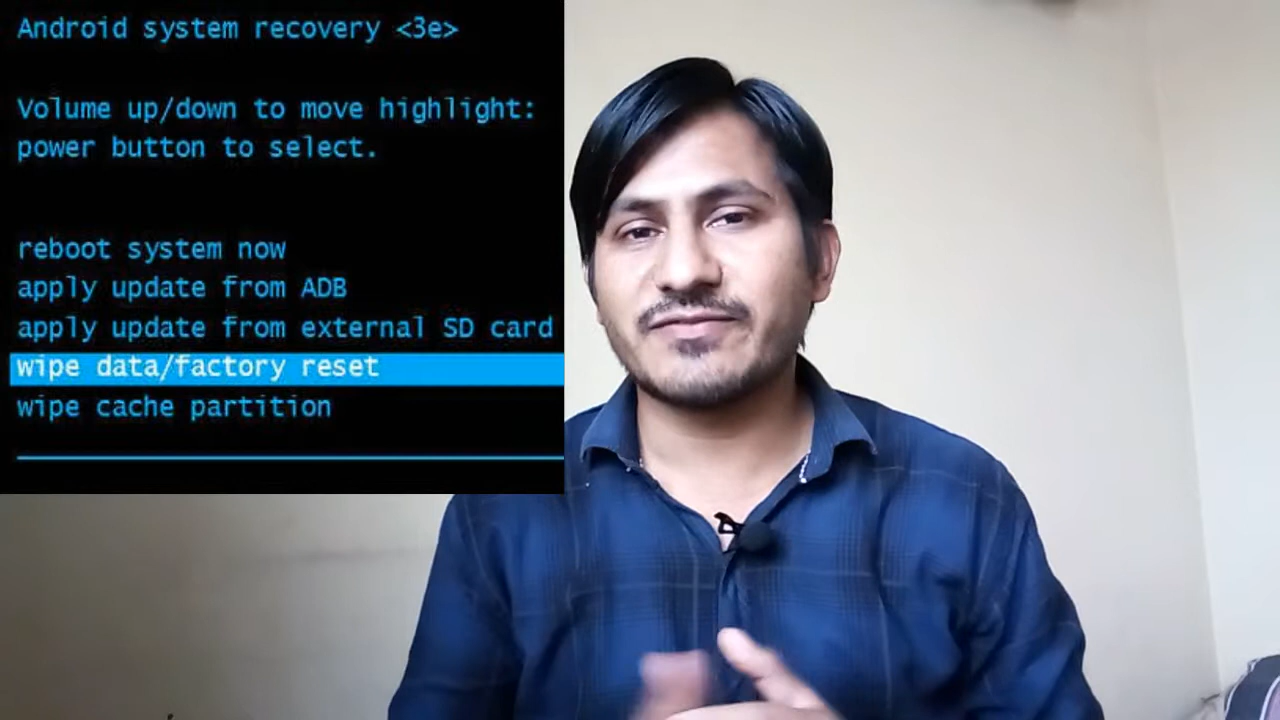 Android system recovery <3e>
Volume up/down to move highlight:
power button to select.
reboot system now
apply update from ADB
apply update from external SD card
wipe data/factory reset
wipe cache partition